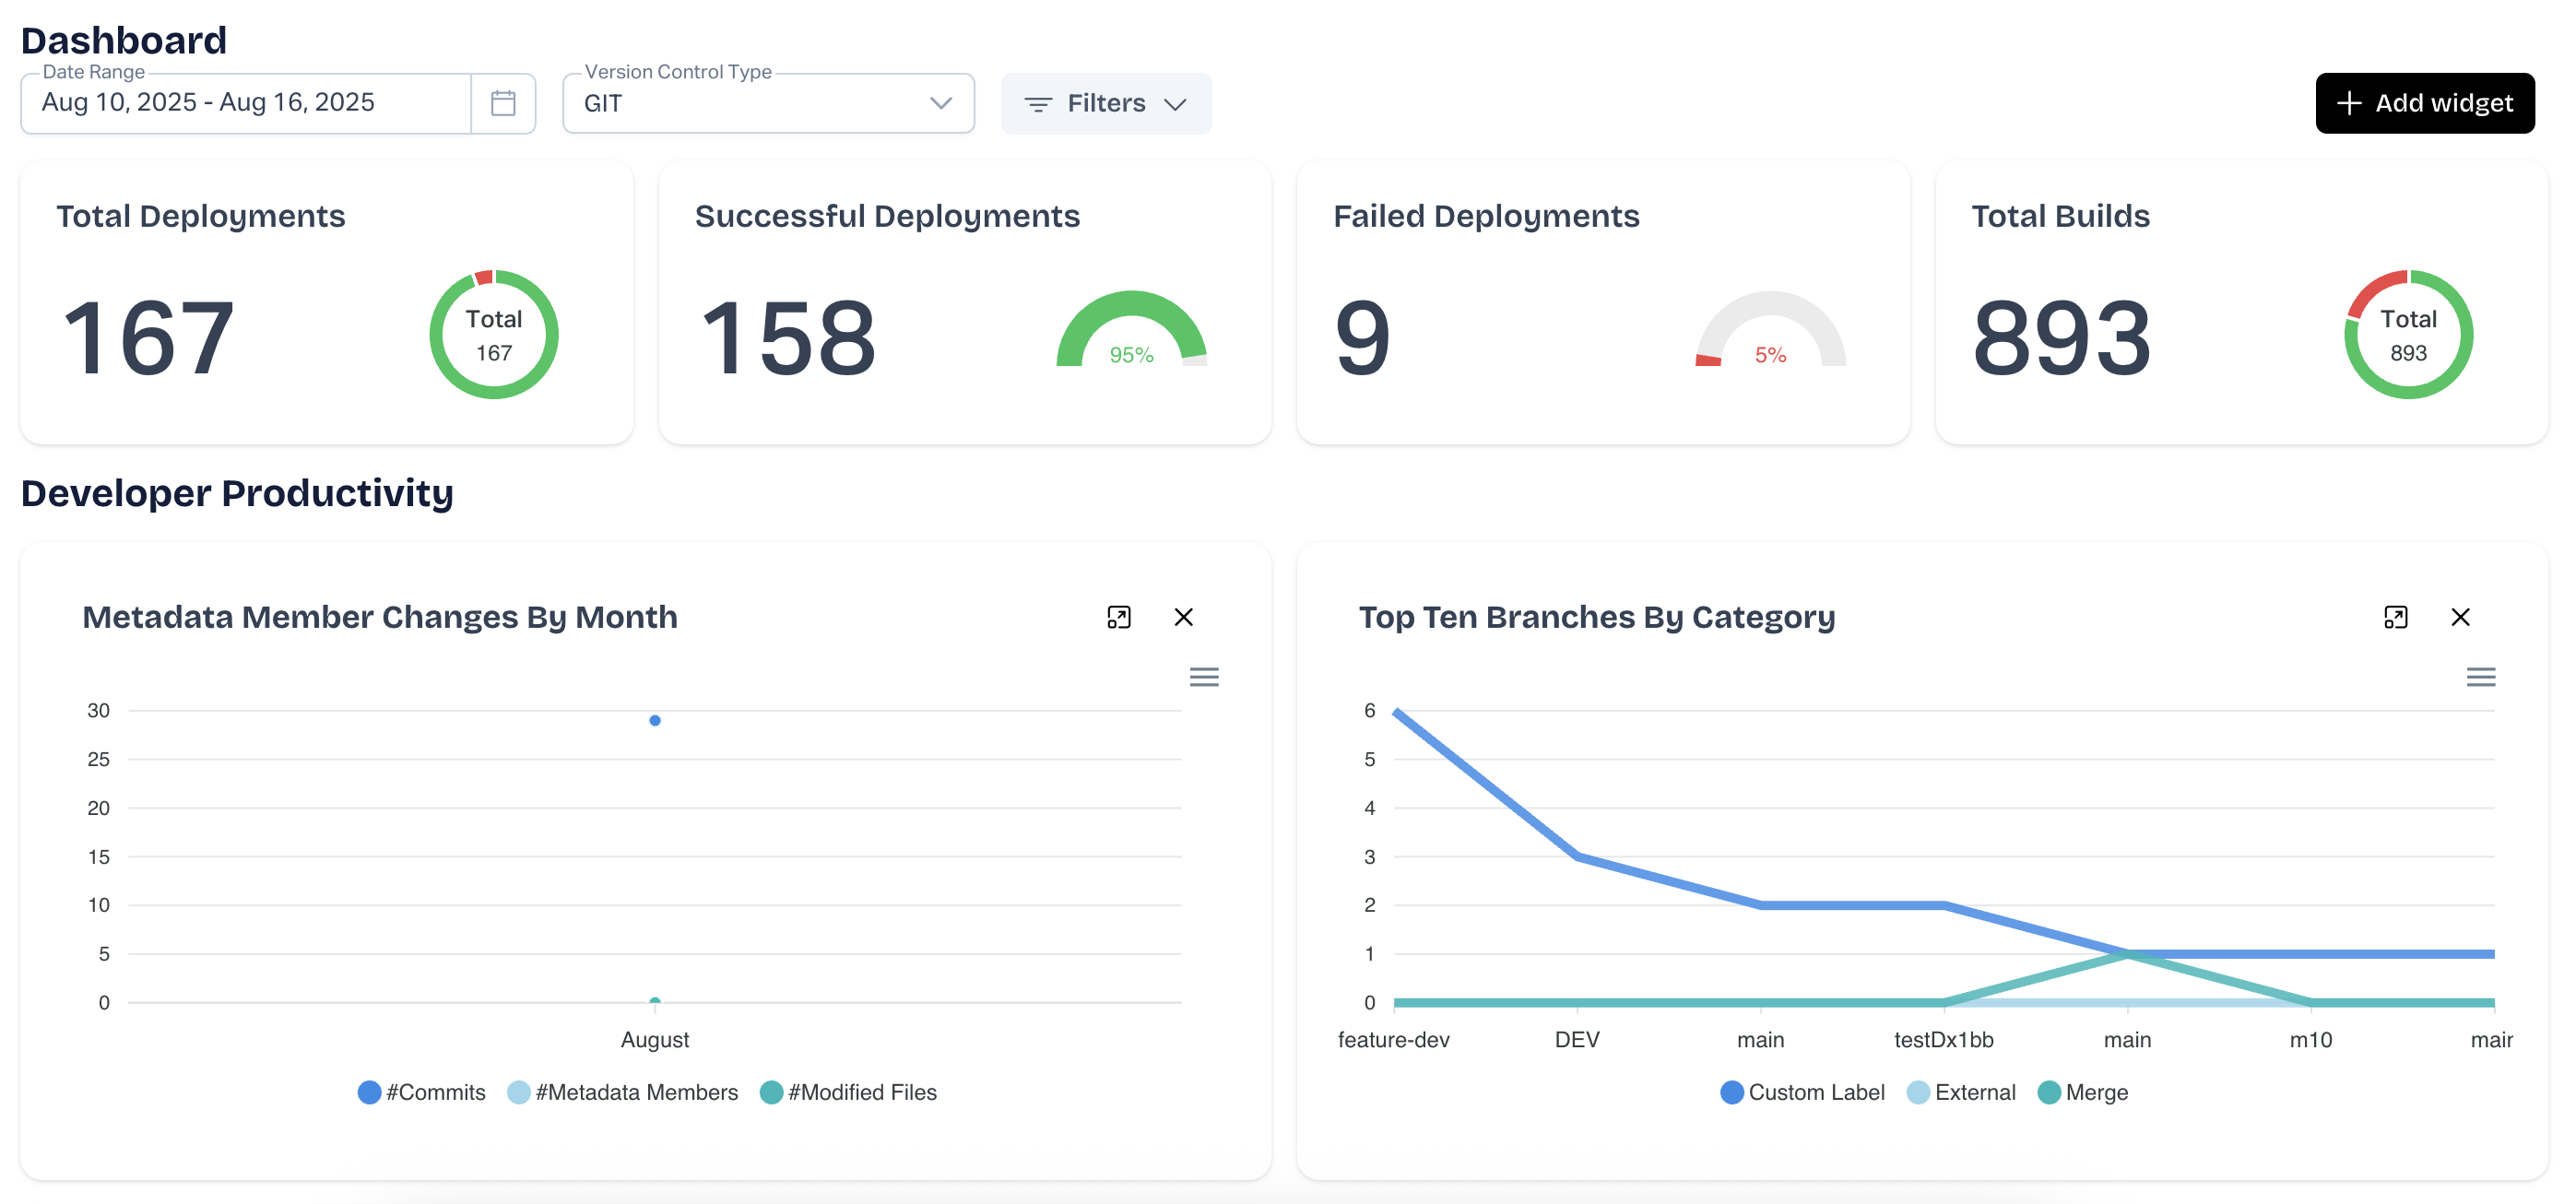 Dashboard
Date Range
Aug 10, 2025 - Aug 16, 2025
Version Control Type
GIT
Filters
Add widget
Total Deployments
167
Total
167
Successful Deployments
158
95%
Failed Deployments
9
5%
Total Builds
893
Total
893
Developer Productivity
Metadata Member Changes By Month
30
25
20
15
10
5
0
August
#Commits #Metadata Members #Modified Files
Top Ten Branches By Category
6
5
4
3
2
1
0
feature-dev DEV main testDx1bb main m10 mair
Custom Label External Merge